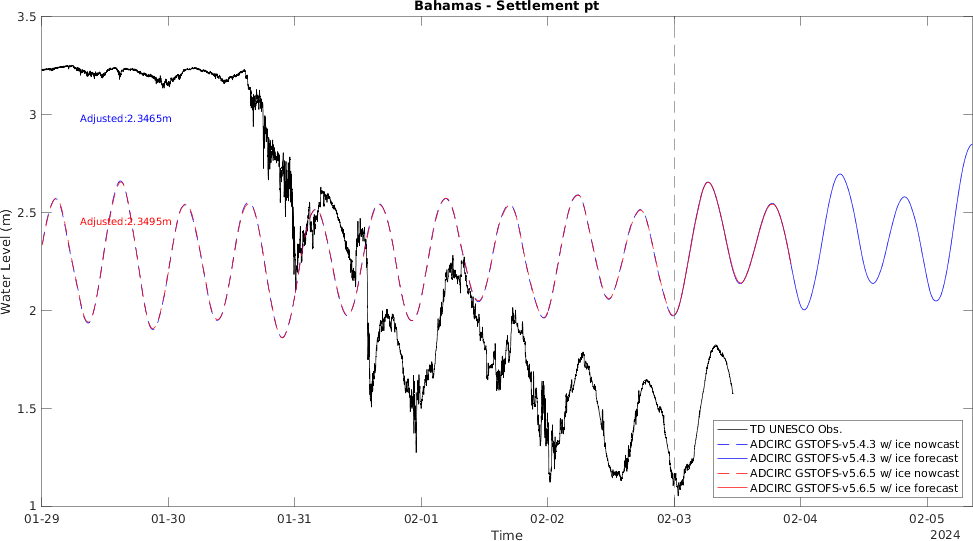 Bahamas - Settlement pt
3.5
3
2.5
2
1.5
1
Water Level (m)
Adjusted:2.3465m
Adjusted:2.3495m
TD UNESCO Obs.
ADCIRC GSTOFS-v5.4.3 w/ ice nowcast
ADCIRC GSTOFS-v5.4.3 w/ ice forecast
ADCIRC GSTOFS-v5.6.5 w/ ice nowcast
ADCIRC GSTOFS-v5.6.5 w/ ice forecast
01-29 01-30 01-31 02-01 02-02 02-03 02-04 02-05
Time
2024